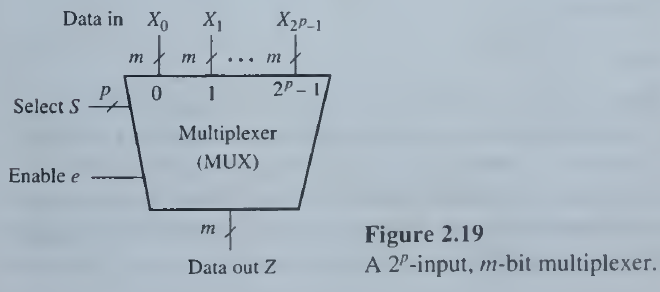 Data in X₀ X₁ X₂ᵖ₋₁
m m ... m
p 0 1 2ᵖ – 1
Select S
Multiplexer
(MUX)
Enable e
m
Data out Z
Figure 2.19
A 2ᵖ-input, m-bit multiplexer.